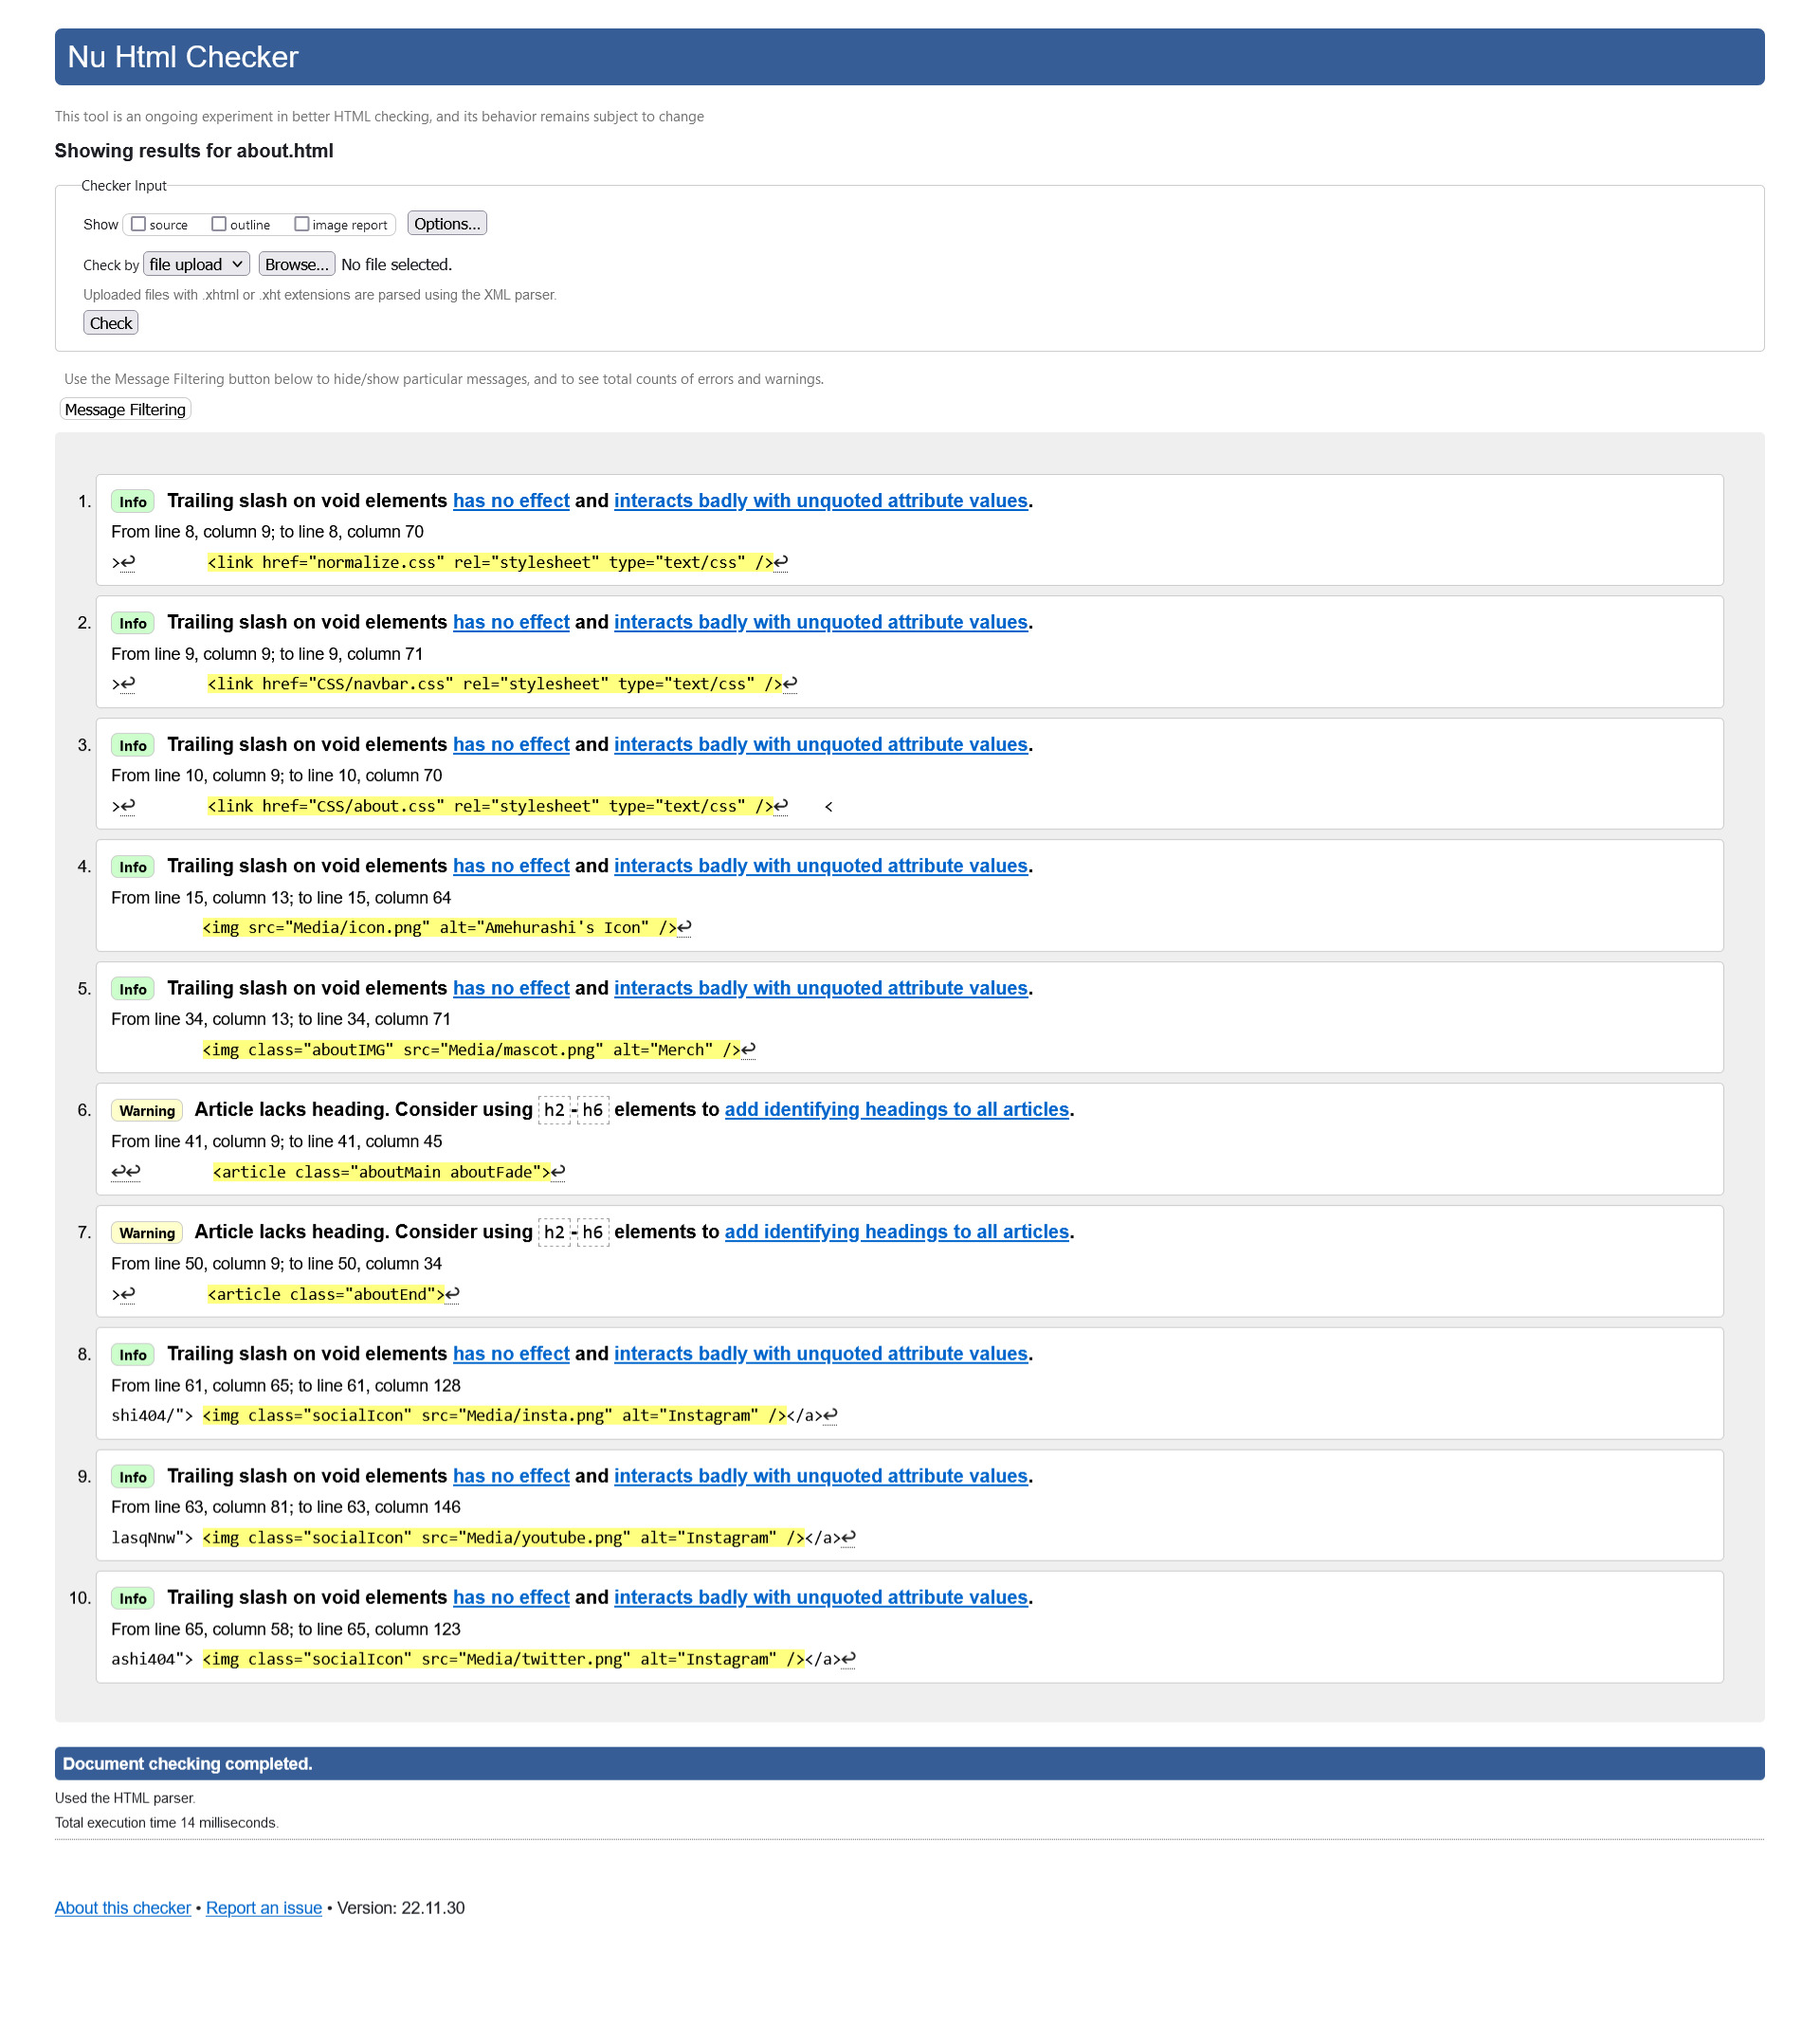 Nu Html Checker
This tool is an ongoing experiment in better HTML checking, and its behavior remains subject to change
Showing results for about.html
Checker Input
Show source outline image report Options...
Check by file upload Browse... No file selected.
Uploaded files with .xhtml or .xht extensions are parsed using the XML parser.
Check
Use the Message Filtering button below to hide/show particular messages, and to see total counts of errors and warnings.
Message Filtering
1. Info Trailing slash on void elements has no effect and interacts badly with unquoted attribute values.
From line 8, column 9; to line 8, column 70
>↩ <link href="normalize.css" rel="stylesheet" type="text/css" />↩
2. Info Trailing slash on void elements has no effect and interacts badly with unquoted attribute values.
From line 9, column 9; to line 9, column 71
>↩ <link href="CSS/navbar.css" rel="stylesheet" type="text/css" />↩
3. Info Trailing slash on void elements has no effect and interacts badly with unquoted attribute values.
From line 10, column 9; to line 10, column 70
>↩ <link href="CSS/about.css" rel="stylesheet" type="text/css" />↩ <
4. Info Trailing slash on void elements has no effect and interacts badly with unquoted attribute values.
From line 15, column 13; to line 15, column 64
<img src="Media/icon.png" alt="Amehurashi's Icon" />↩
5. Info Trailing slash on void elements has no effect and interacts badly with unquoted attribute values.
From line 34, column 13; to line 34, column 71
<img class="aboutIMG" src="Media/mascot.png" alt="Merch" />↩
6. Warning Article lacks heading. Consider using h2-h6 elements to add identifying headings to all articles.
From line 41, column 9; to line 41, column 45
↩↩ <article class="aboutMain aboutFade">↩
7. Warning Article lacks heading. Consider using h2-h6 elements to add identifying headings to all articles.
From line 50, column 9; to line 50, column 34
>↩ <article class="aboutEnd">↩
8. Info Trailing slash on void elements has no effect and interacts badly with unquoted attribute values.
From line 61, column 65; to line 61, column 128
shi404/"> <img class="socialIcon" src="Media/insta.png" alt="Instagram" /></a>↩
9. Info Trailing slash on void elements has no effect and interacts badly with unquoted attribute values.
From line 63, column 81; to line 63, column 146
lasqNnw"> <img class="socialIcon" src="Media/youtube.png" alt="Instagram" /></a>↩
10. Info Trailing slash on void elements has no effect and interacts badly with unquoted attribute values.
From line 65, column 58; to line 65, column 123
ashi404"> <img class="socialIcon" src="Media/twitter.png" alt="Instagram" /></a>↩
Document checking completed.
Used the HTML parser.
Total execution time 14 milliseconds.
About this checker • Report an issue • Version: 22.11.30